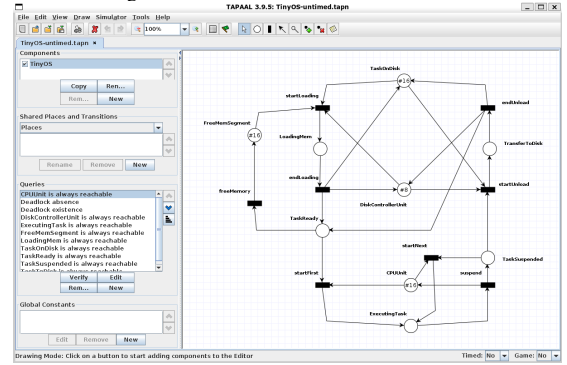 TAPAAL 3.9.5: TinyOS-untimed.tapn
File Edit View Draw Simulator Tools Help
100%
TinyOS-untimed.tapn
Components
TinyOS
Copy Ren...
Rem... New
Shared Places and Transitions
Places
Rename Remove New
Queries
CPUUnit is always reachable
Deadlock absence
Deadlock existence
DiskControllerUnit is always reachable
ExecutingTask is always reachable
FreeMemSegment is always reachable
LoadingMem is always reachable
TaskOnDisk is always reachable
TaskReady is always reachable
TaskSuspended is always reachable
TaskToDisk is always reachable
Verify Edit
Rem... New
Global Constants
Edit Remove New
TaskOnDisk
#16
startLoading
endUnload
FreeMemSegment
#16
LoadingMem
TransferToDisk
endLoading
startUnload
#8
freeMemory
DiskControllerUnit
TaskReady
startNext
TaskSuspended
startFirst
CPUUnit
suspend
#16
ExecutingTask
Drawing Mode: Click on a button to start adding components to the Editor
Timed: No Game: No